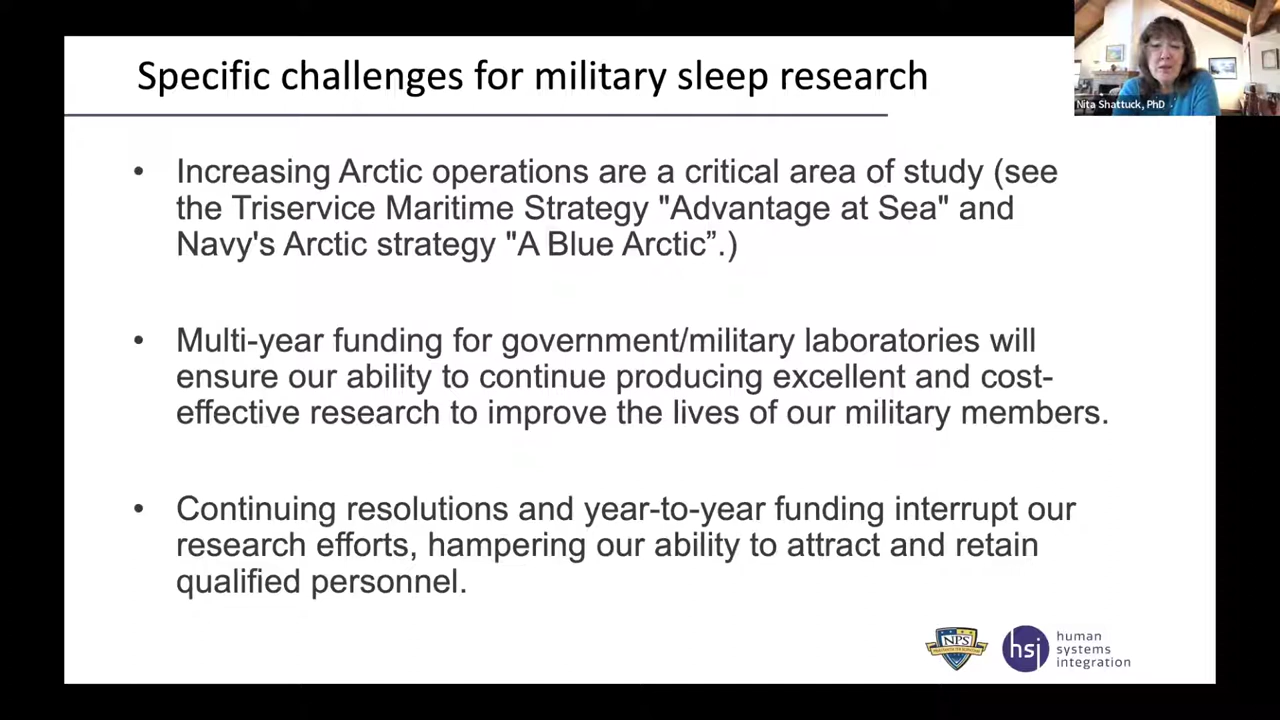 Specific challenges for military sleep research
Nita Shattuck, PhD
• Increasing Arctic operations are a critical area of study (see
the Triservice Maritime Strategy "Advantage at Sea" and
Navy's Arctic strategy "A Blue Arctic”.)
• Multi-year funding for government/military laboratories will
ensure our ability to continue producing excellent and cost-
effective research to improve the lives of our military members.
• Continuing resolutions and year-to-year funding interrupt our
research efforts, hampering our ability to attract and retain
qualified personnel.
NPS
hsi
human
systems
integration